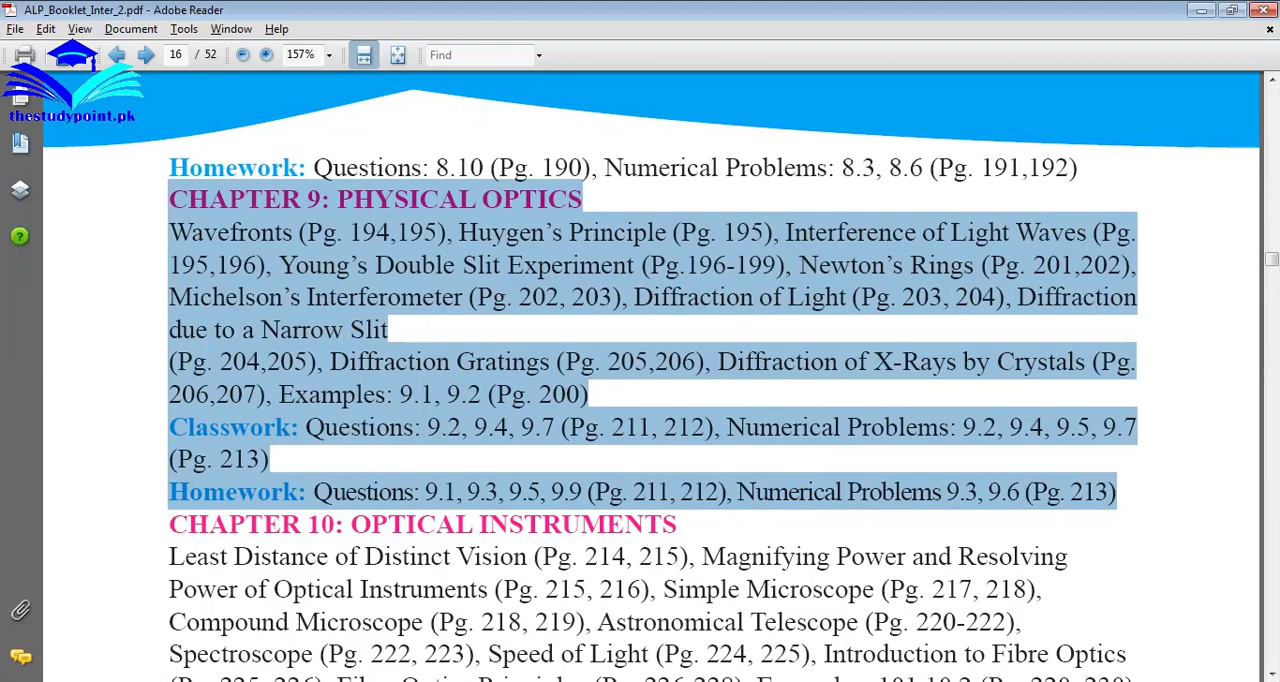 ALP_Booklet_Inter_2.pdf - Adobe Reader
File Edit View Document Tools Window Help
16 / 52 157% Find
thestudypoint.pk
Homework: Questions: 8.10 (Pg. 190), Numerical Problems: 8.3, 8.6 (Pg. 191,192)
CHAPTER 9: PHYSICAL OPTICS
Wavefronts (Pg. 194,195), Huygen’s Principle (Pg. 195), Interference of Light Waves (Pg.
195,196), Young’s Double Slit Experiment (Pg.196-199), Newton’s Rings (Pg. 201,202),
Michelson’s Interferometer (Pg. 202, 203), Diffraction of Light (Pg. 203, 204), Diffraction
due to a Narrow Slit
(Pg. 204,205), Diffraction Gratings (Pg. 205,206), Diffraction of X-Rays by Crystals (Pg.
206,207), Examples: 9.1, 9.2 (Pg. 200)
Classwork: Questions: 9.2, 9.4, 9.7 (Pg. 211, 212), Numerical Problems: 9.2, 9.4, 9.5, 9.7
(Pg. 213)
Homework: Questions: 9.1, 9.3, 9.5, 9.9 (Pg. 211, 212), Numerical Problems 9.3, 9.6 (Pg. 213)
CHAPTER 10: OPTICAL INSTRUMENTS
Least Distance of Distinct Vision (Pg. 214, 215), Magnifying Power and Resolving
Power of Optical Instruments (Pg. 215, 216), Simple Microscope (Pg. 217, 218),
Compound Microscope (Pg. 218, 219), Astronomical Telescope (Pg. 220-222),
Spectroscope (Pg. 222, 223), Speed of Light (Pg. 224, 225), Introduction to Fibre Optics